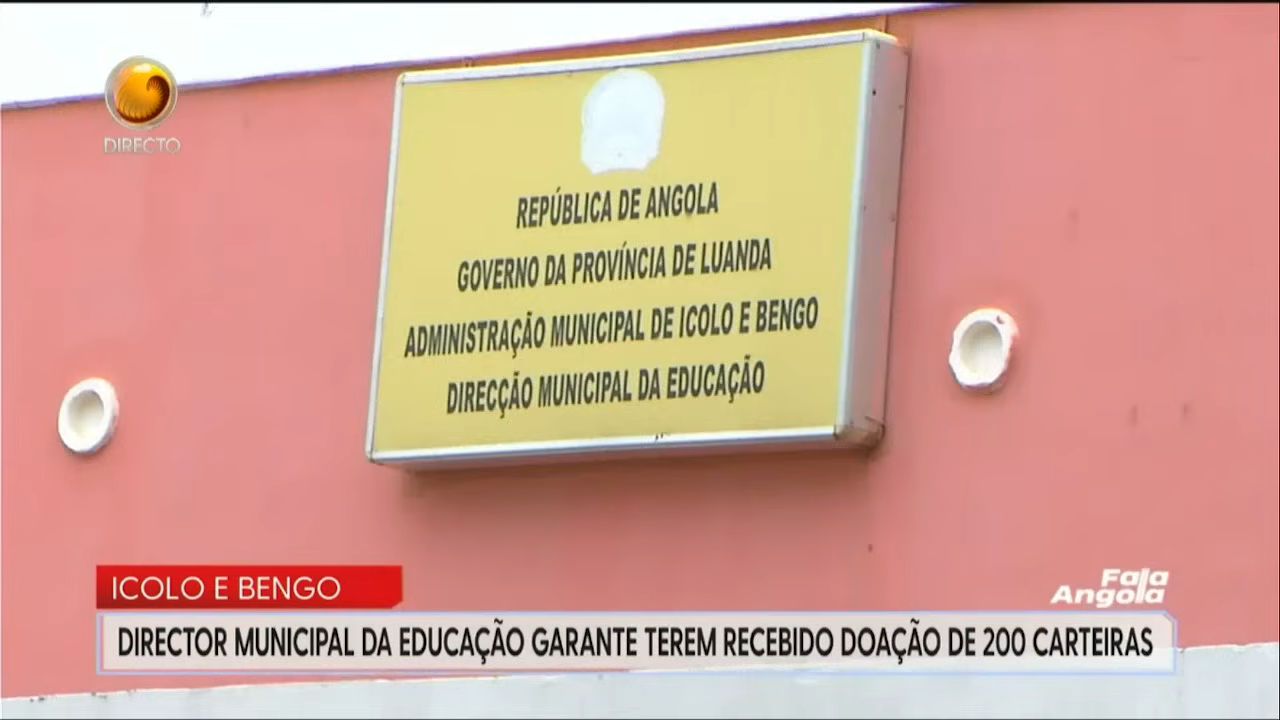 DIRECTO
REPÚBLICA DE ANGOLA
GOVERNO DA PROVÍNCIA DE LUANDA
ADMINISTRAÇÃO MUNICIPAL DE ICOLO E BENGO
DIRECÇÃO MUNICIPAL DA EDUCAÇÃO
ICOLO E BENGO
Fala
Angola
DIRECTOR MUNICIPAL DA EDUCAÇÃO GARANTE TEREM RECEBIDO DOAÇÃO DE 200 CARTEIRAS